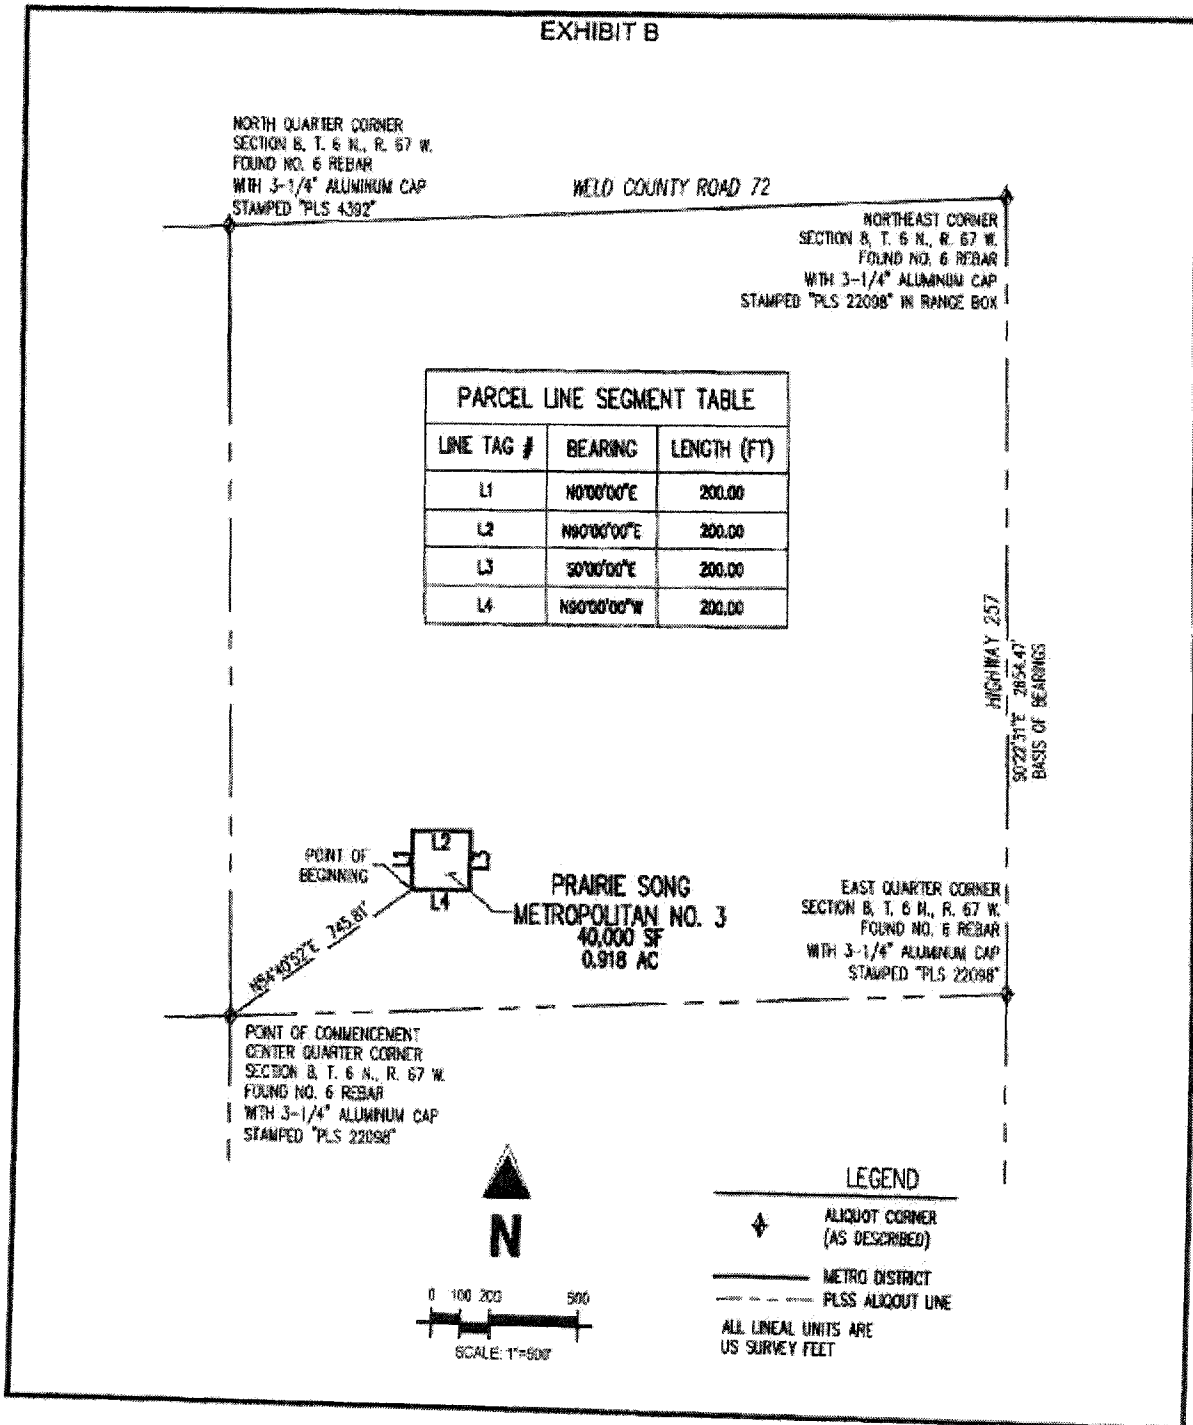 EXHIBIT B
NORTH QUARTER CORNER
SECTION 8, T. 6 N., R. 67 W.
FOUND NO. 6 REBAR
WITH 3-1/4" ALUMINUM CAP
STAMPED "PLS 4392"
WELD COUNTY ROAD 72
NORTHEAST CORNER
SECTION 8, T. 6 N., R. 67 W.
FOUND NO. 6 REBAR
WITH 3-1/4" ALUMINUM CAP
STAMPED "PLS 22098" IN RANGE BOX
PARCEL LINE SEGMENT TABLE
LINE TAG # BEARING LENGTH (FT)
L1 N0°00'00"E 200.00
L2 N90°00'00"E 200.00
L3 S0°00'00"E 200.00
L4 N90°00'00"W 200.00
HIGHWAY 257
S0°22'31"E 2654.47'
BASIS OF BEARINGS
L2
L1
L3
L4
POINT OF
BEGINNING
N54°40'52"E 745.81'
PRAIRIE SONG
METROPOLITAN NO. 3
40,000 SF
0.918 AC
EAST QUARTER CORNER
SECTION 8, T. 6 N., R. 67 W.
FOUND NO. 6 REBAR
WITH 3-1/4" ALUMINUM CAP
STAMPED "PLS 22098"
POINT OF COMMENCEMENT
CENTER QUARTER CORNER
SECTION 8, T. 6 N., R. 67 W.
FOUND NO. 6 REBAR
WITH 3-1/4" ALUMINUM CAP
STAMPED "PLS 22098"
N
0 100 200 500
SCALE: 1"=500'
LEGEND
ALIQUOT CORNER
(AS DESCRIBED)
METRO DISTRICT
PLSS ALIQOUT LINE
ALL LINEAL UNITS ARE
US SURVEY FEET